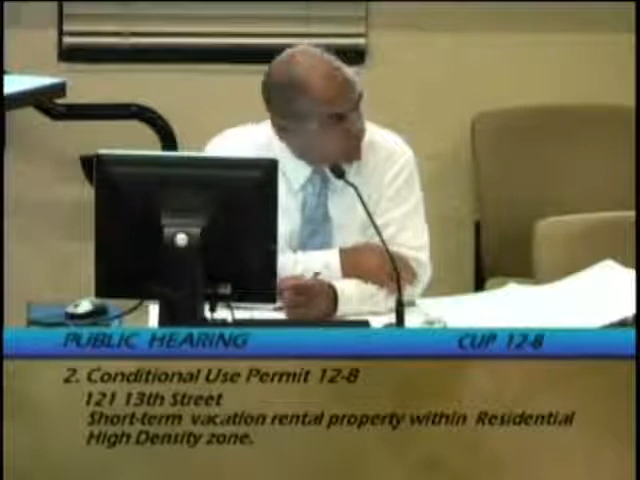 PUBLIC HEARING CUP 12-8
2. Conditional Use Permit 12-8
121 13th Street
Short-term vacation rental property within Residential
High Density zone.